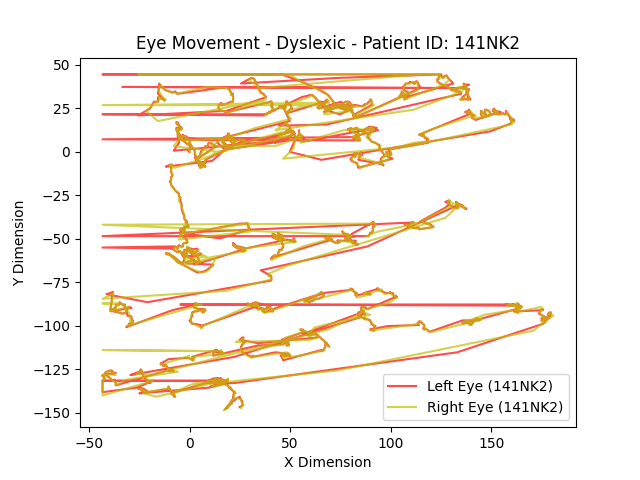 Eye Movement - Dyslexic - Patient ID: 141NK2
Y Dimension
50
25
0
−25
−50
−75
−100
−125
−150
−50
0
50
100
150
X Dimension
Left Eye (141NK2)
Right Eye (141NK2)